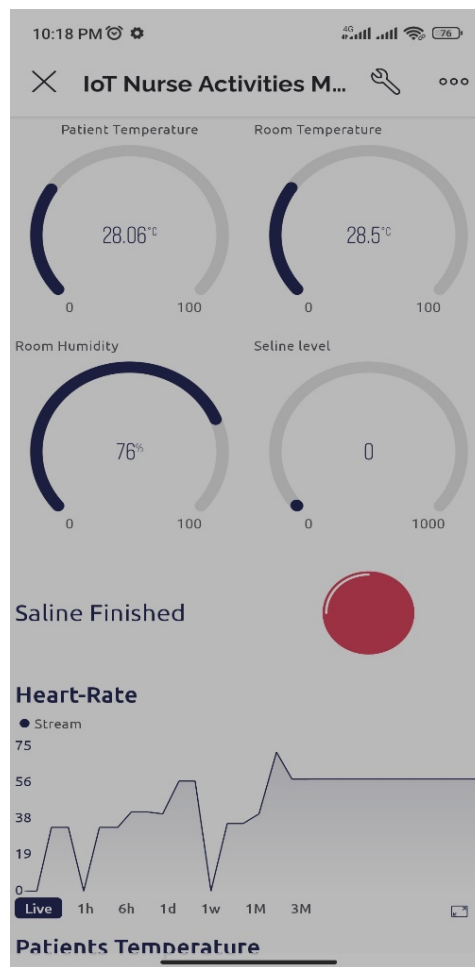 10:18 PM
4G 76
IoT Nurse Activities M...
Patient Temperature Room Temperature
28.06°C 28.5°C
0 100 0 100
Room Humidity Seline level
76% 0
0 100 0 1000
Saline Finished
Heart-Rate
Stream
75
56
38
19
0
Live 1h 6h 1d 1w 1M 3M
Patients Temperature